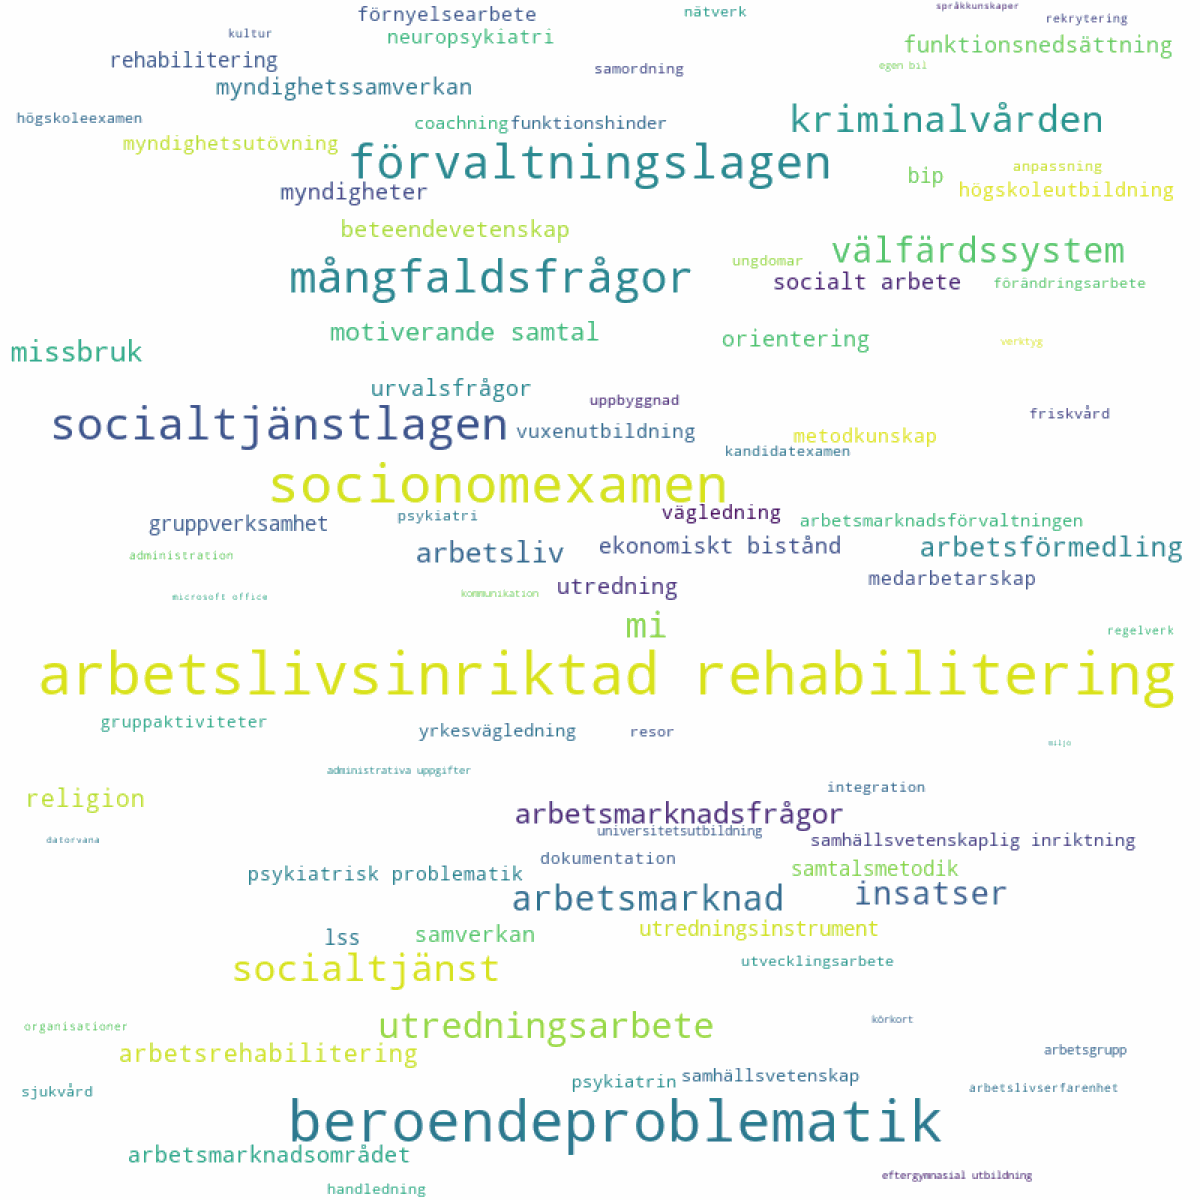 språkkunskaper
förnyelsearbete
nätverk
rekrytering
kultur
neuropsykiatri
funktionsnedsättning
rehabilitering
samordning
egen bil
myndighetssamverkan
högskoleexamen
coachning
funktionshinder
kriminalvården
myndighetsutövning
förvaltningslagen
anpassning
bip
myndigheter
högskoleutbildning
beteendevetenskap
välfärdssystem
ungdomar
mångfaldsfrågor
socialt arbete
förändringsarbete
motiverande samtal
orientering
verktyg
missbruk
urvalsfrågor
uppbyggnad
friskvård
socialtjänstlagen
vuxenutbildning
metodkunskap
kandidatexamen
socionomexamen
vägledning
gruppverksamhet
psykiatri
arbetsmarknadsförvaltningen
administration
arbetsliv
ekonomiskt bistånd
arbetsförmedling
utredning
medarbetarskap
microsoft office
kommunikation
mi
regelverk
arbetslivsinriktad rehabilitering
gruppaktiviteter
yrkesvägledning
resor
miljö
administrativa uppgifter
integration
religion
arbetsmarknadsfrågor
universitetsutbildning
datorvana
samhällsvetenskaplig inriktning
dokumentation
psykiatrisk problematik
samtalsmetodik
arbetsmarknad
insatser
lss
samverkan
utredningsinstrument
socialtjänst
utvecklingsarbete
organisationer
utredningsarbete
körkort
arbetsrehabilitering
arbetsgrupp
sjukvård
psykiatrin
samhällsvetenskap
arbetslivserfarenhet
beroendeproblematik
arbetsmarknadsområdet
eftergymnasial utbildning
handledning